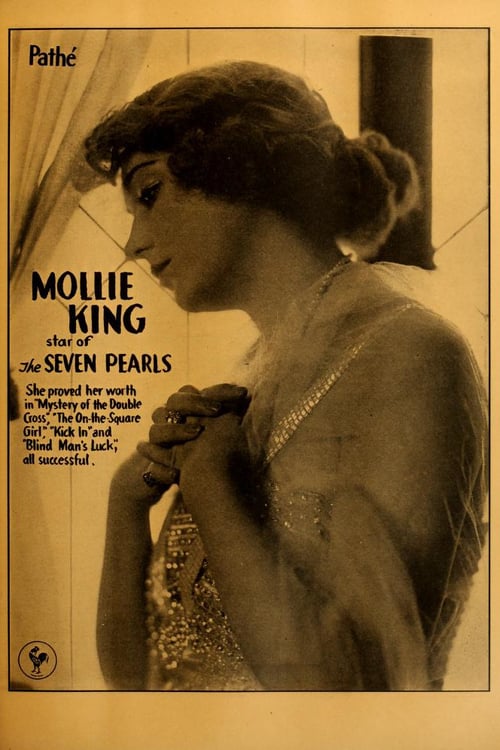 Pathé
MOLLIE
KING
star of
The SEVEN PEARLS
She proved her worth
in "Mystery of the Double
Cross," "The On-the-Square
Girl," "Kick In" and
"Blind Man's Luck,"
all successful.